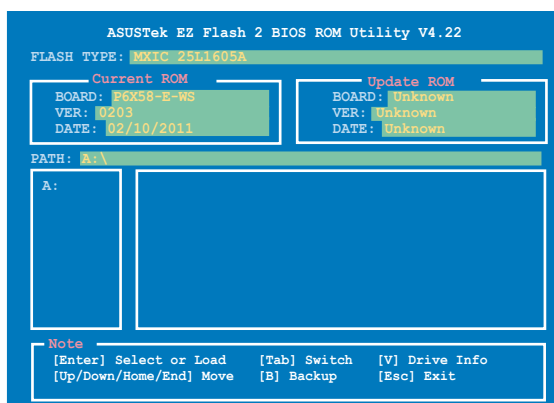 ASUSTek EZ Flash 2 BIOS ROM Utility V4.22
FLASH TYPE: MXIC 25L1605A
Current ROM
BOARD: P6X58-E-WS
VER: 0203
DATE: 02/10/2011
Update ROM
BOARD: Unknown
VER: Unknown
DATE: Unknown
PATH: A:\
A:
Note
[Enter] Select or Load [Tab] Switch [V] Drive Info
[Up/Down/Home/End] Move [B] Backup [Esc] Exit